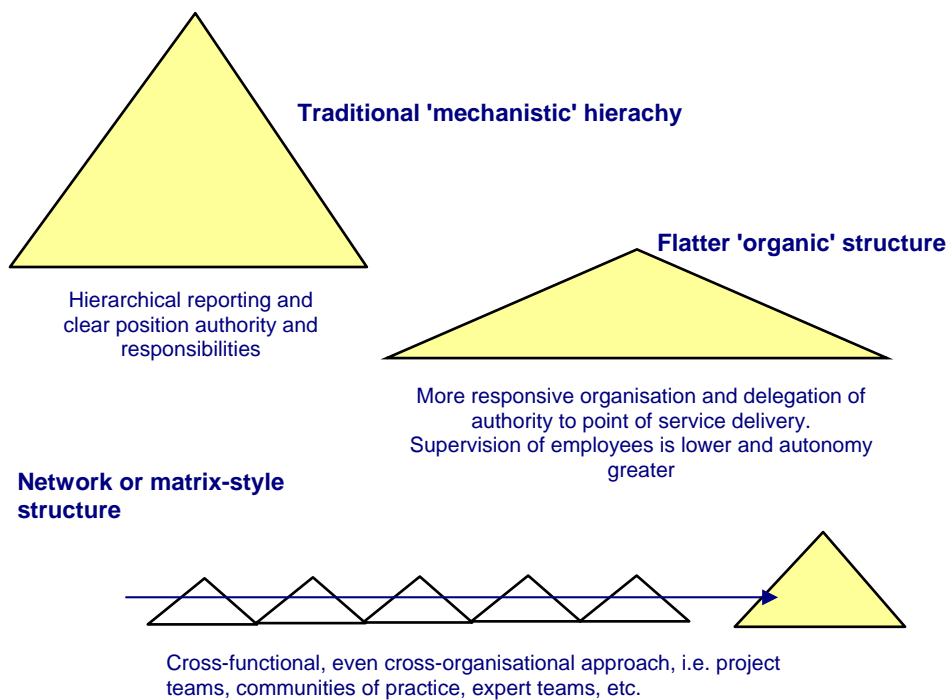 Traditional 'mechanistic' hierachy
Hierarchical reporting and
clear position authority and
responsibilities
Flatter 'organic' structure
More responsive organisation and delegation of
authority to point of service delivery.
Supervision of employees is lower and autonomy
greater
Network or matrix-style
structure
Cross-functional, even cross-organisational approach, i.e. project
teams, communities of practice, expert teams, etc.